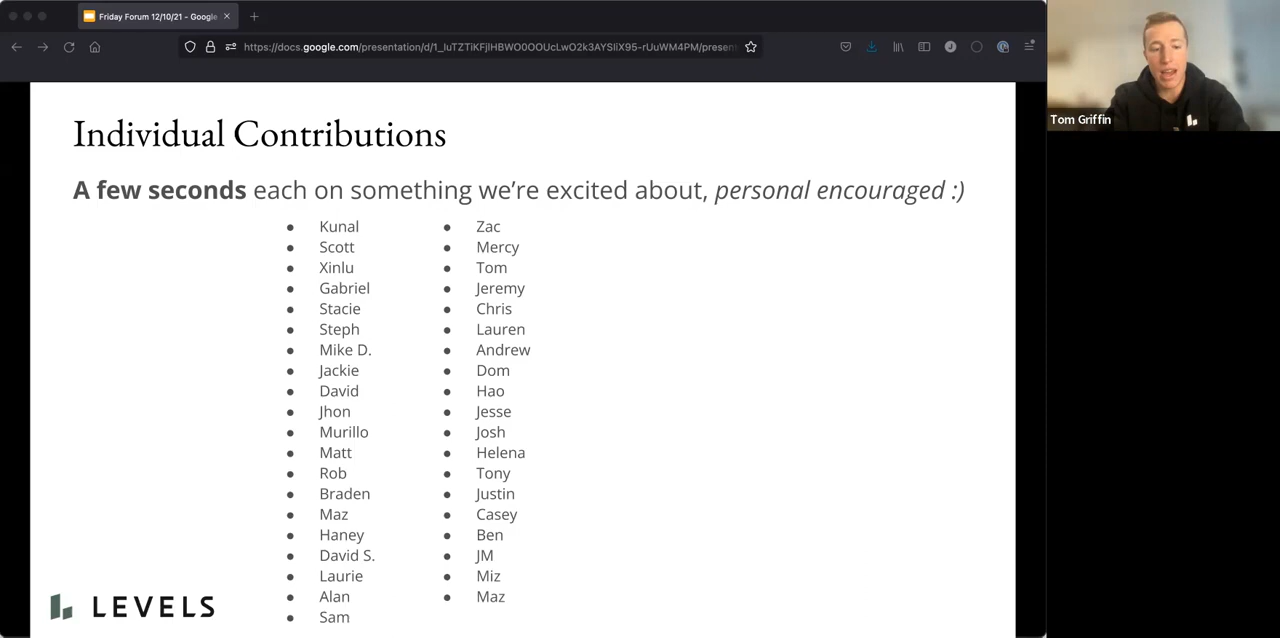 Friday Forum 12/10/21 - Google
https://docs.google.com/presentation/d/1_IuTZTiKFjlHBWO0OOUcLwO2k3AYSIiX95-rUuWM4PM/present
Tom Griffin
Individual Contributions
A few seconds each on something we're excited about, personal encouraged :)
Kunal
Scott
Xinlu
Gabriel
Stacie
Steph
Mike D.
Jackie
David
Jhon
Murillo
Matt
Rob
Braden
Maz
Haney
David S.
Laurie
Alan
Sam
Zac
Mercy
Tom
Jeremy
Chris
Lauren
Andrew
Dom
Hao
Jesse
Josh
Helena
Tony
Justin
Casey
Ben
JM
Miz
Maz
LEVELS